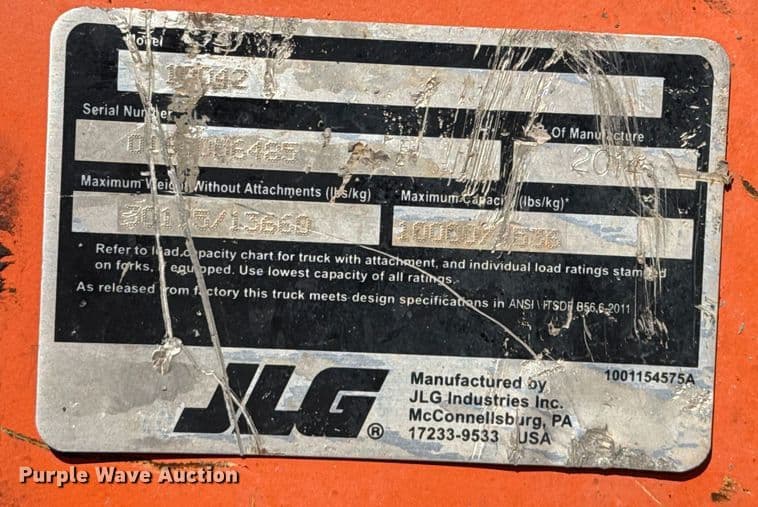 Model
Serial Number
Of Manufacture
Maximum Weight Without Attachments (lbs/kg)
Maximum Capacity (lbs/kg)*
* Refer to load capacity chart for truck with attachment, and individual load ratings stamped
on forks, equipped. Use lowest capacity of all ratings.
As released from factory this truck meets design specifications in ANSI \ ITSDF B56.6-2011
JLG®
Manufactured by
JLG Industries Inc.
McConnellsburg, PA
17233-9533 USA
1001154575A
Purple Wave Auction